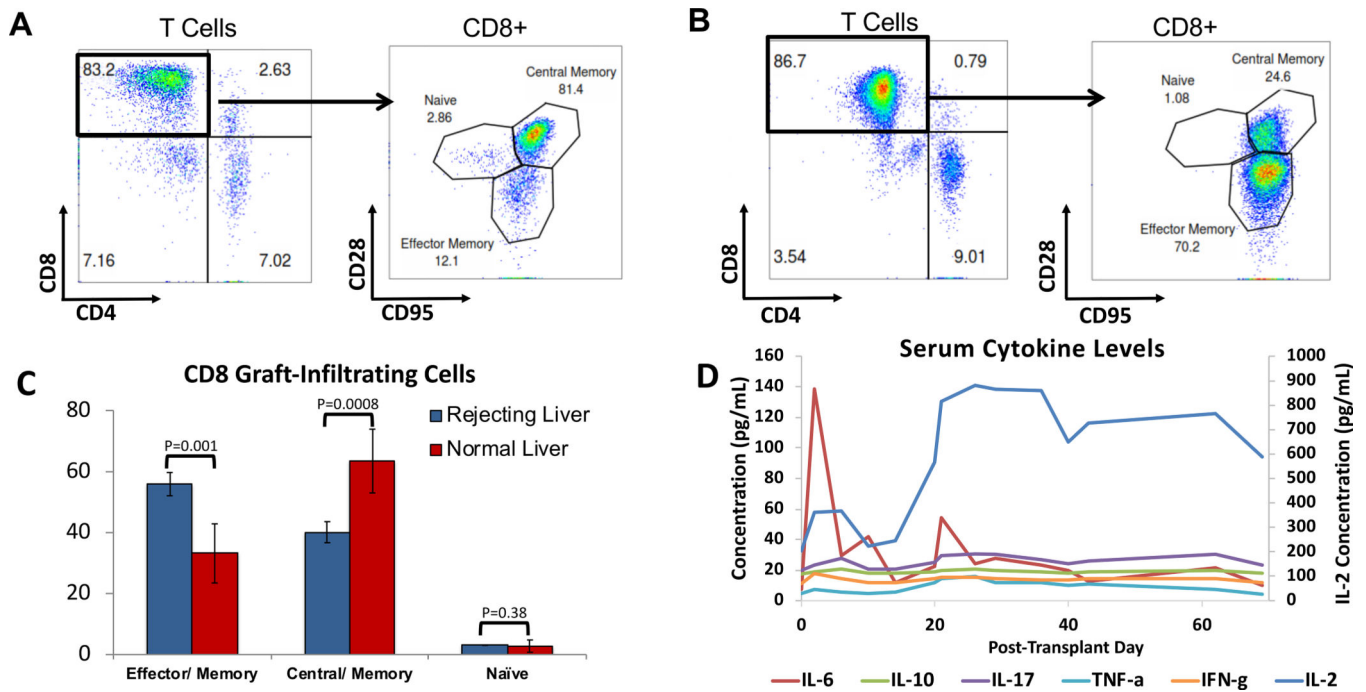 A
T Cells
CD8+
83.2
2.63
7.16
7.02
CD8
CD4
Naive
2.86
Central Memory
81.4
Effector Memory
12.1
CD28
CD95
B
T Cells
CD8+
86.7
0.79
3.54
9.01
CD8
CD4
Naive
1.08
Central Memory
24.6
Effector Memory
70.2
CD28
CD95
C
CD8 Graft-Infiltrating Cells
80
60
40
20
0
P=0.001
P=0.0008
P=0.38
Rejecting Liver
Normal Liver
Effector/ Memory
Central/ Memory
Naïve
D
Serum Cytokine Levels
Concentration (pg/mL)
160
140
120
100
80
60
40
20
0
1000
900
800
700
600
500
400
300
200
100
0
IL-2 Concentration (pg/mL)
0
20
40
60
Post-Transplant Day
IL-6
IL-10
IL-17
TNF-a
IFN-g
IL-2